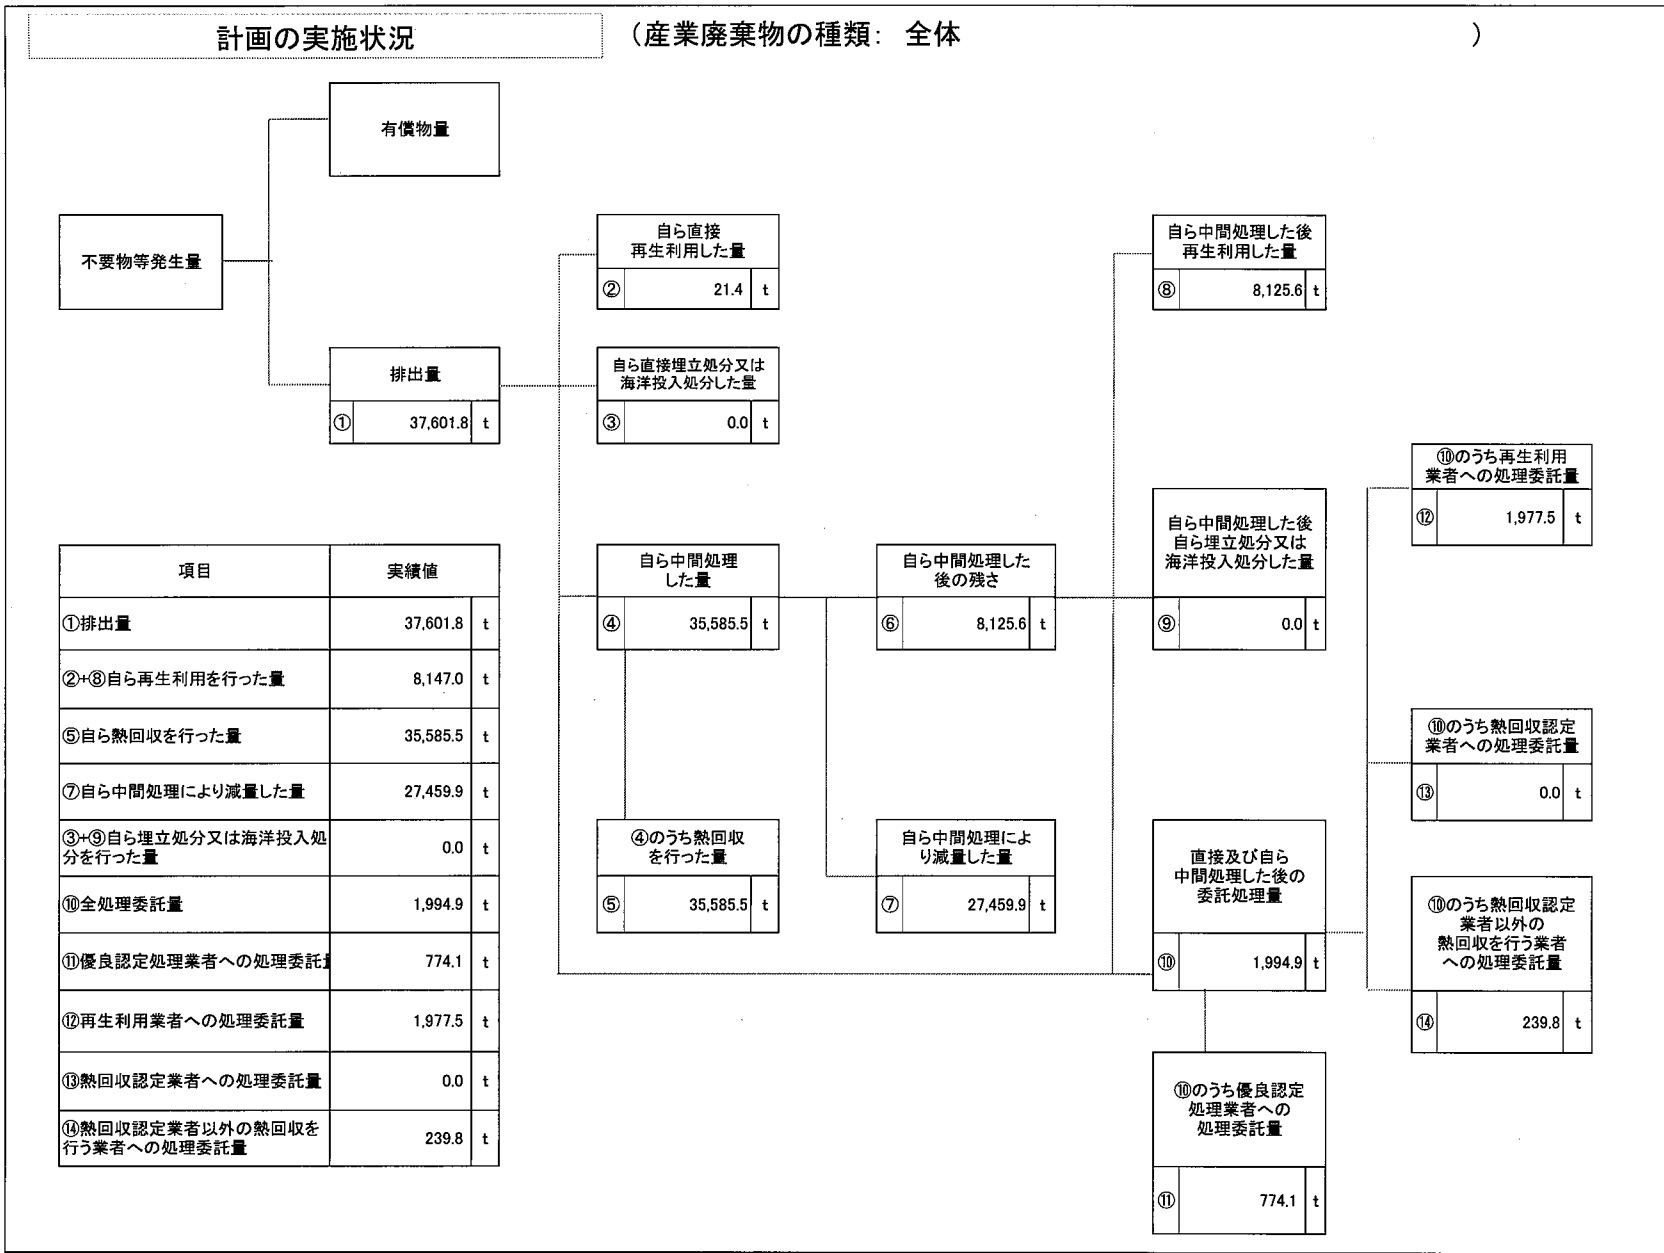 計画の実施状況
（産業廃棄物の種類： 全体 ）
有償物量
不要物等発生量
排出量
① 37,601.8 t
自ら直接
再生利用した量
② 21.4 t
自ら直接埋立処分又は
海洋投入処分した量
③ 0.0 t
自ら中間処理
した量
④ 35,585.5 t
④のうち熱回収
を行った量
⑤ 35,585.5 t
自ら中間処理した
後の残さ
⑥ 8,125.6 t
自ら中間処理によ
り減量した量
⑦ 27,459.9 t
自ら中間処理した後
再生利用した量
⑧ 8,125.6 t
自ら中間処理した後
自ら埋立処分又は
海洋投入処分した量
⑨ 0.0 t
直接及び自ら
中間処理した後の
委託処理量
⑩ 1,994.9 t
⑩のうち優良認定
処理業者への
処理委託量
⑪ 774.1 t
⑩のうち再生利用
業者への処理委託量
⑫ 1,977.5 t
⑩のうち熱回収認定
業者への処理委託量
⑬ 0.0 t
⑩のうち熱回収認定
業者以外の
熱回収を行う業者
への処理委託量
⑭ 239.8 t
項目 実績値
①排出量 37,601.8 t
②+⑧自ら再生利用を行った量 8,147.0 t
⑤自ら熱回収を行った量 35,585.5 t
⑦自ら中間処理により減量した量 27,459.9 t
③+⑨自ら埋立処分又は海洋投入処
分を行った量 0.0 t
⑩全処理委託量 1,994.9 t
⑪優良認定処理業者への処理委託 774.1 t
⑫再生利用業者への処理委託量 1,977.5 t
⑬熱回収認定業者への処理委託量 0.0 t
⑭熱回収認定業者以外の熱回収を
行う業者への処理委託量 239.8 t